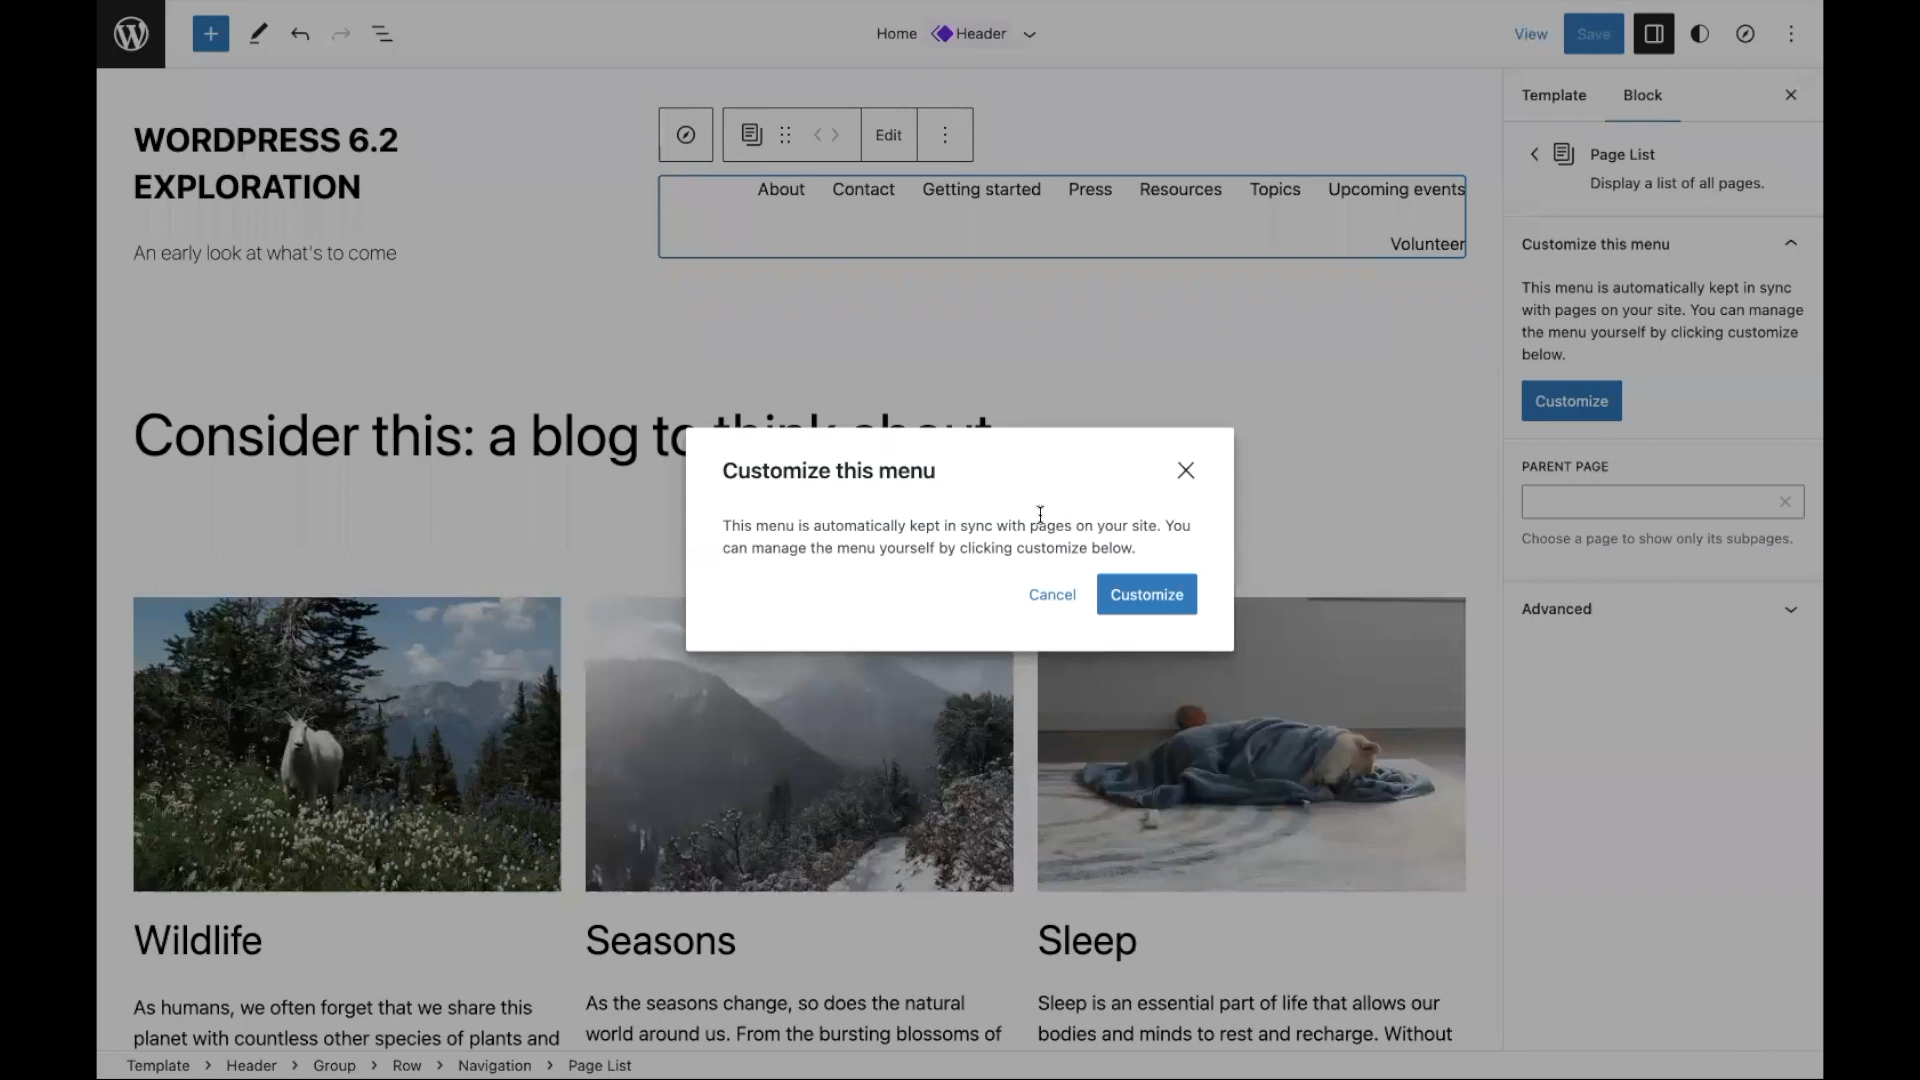 Home Header
View Save
WORDPRESS 6.2
EXPLORATION
An early look at what's to come
Edit
About Contact Getting started Press Resources Topics Upcoming events
Volunteer
Consider this: a blog to think about
Customize this menu
This menu is automatically kept in sync with pages on your site. You
can manage the menu yourself by clicking customize below.
Cancel Customize
Wildlife
As humans, we often forget that we share this
planet with countless other species of plants and
Seasons
As the seasons change, so does the natural
world around us. From the bursting blossoms of
Sleep
Sleep is an essential part of life that allows our
bodies and minds to rest and recharge. Without
Template Block
Page List
Display a list of all pages.
Customize this menu
This menu is automatically kept in sync
with pages on your site. You can manage
the menu yourself by clicking customize
below.
Customize
PARENT PAGE
Choose a page to show only its subpages.
Advanced
Template > Header > Group > Row > Navigation > Page List